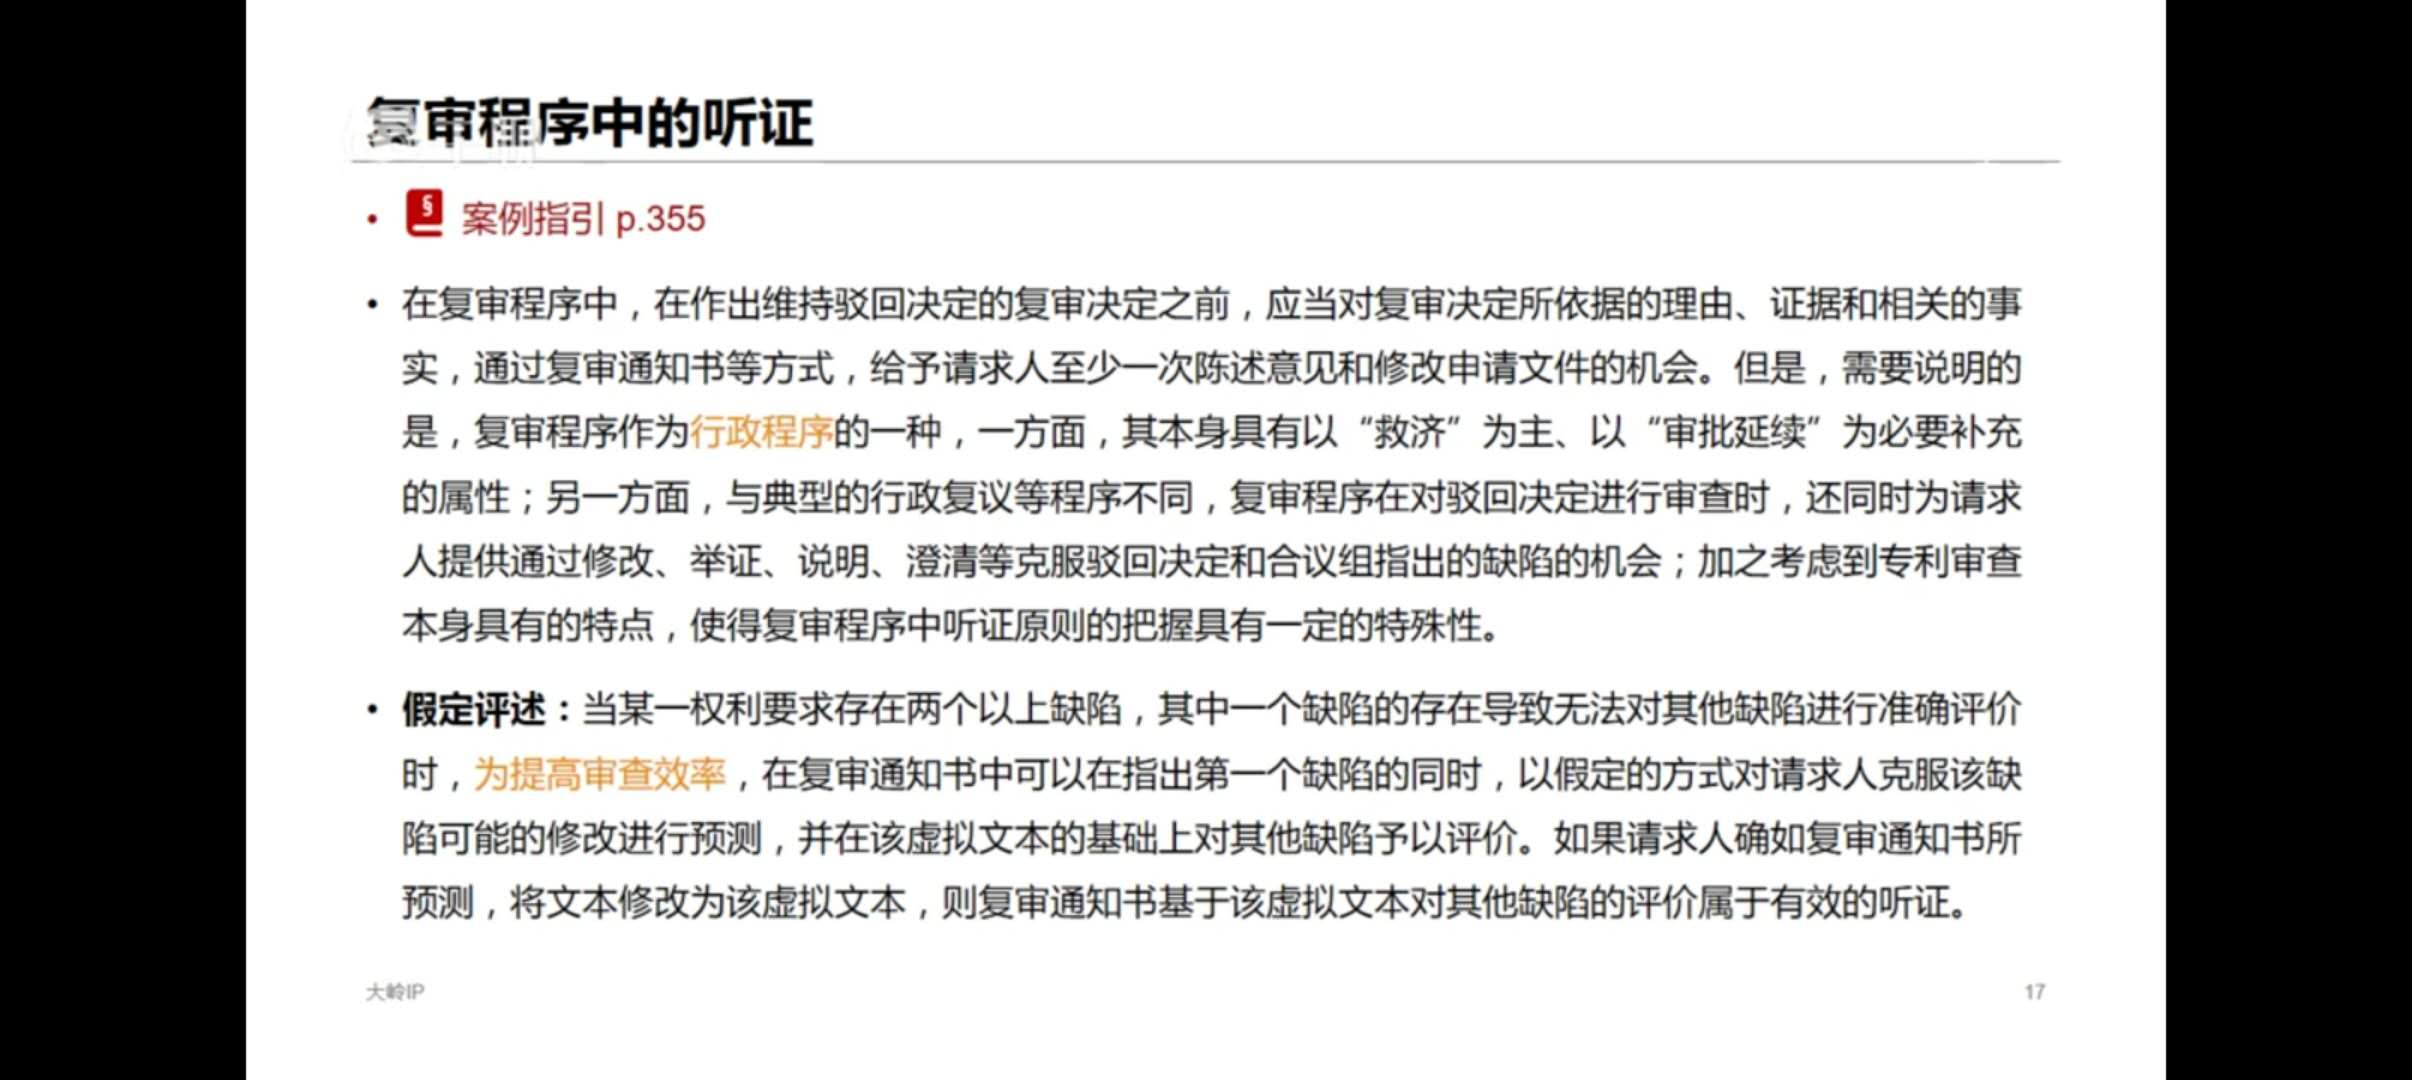 复审程序中的听证
• § 案例指引 p.355
• 在复审程序中，在作出维持驳回决定的复审决定之前，应当对复审决定所依据的理由、证据和相关的事
实，通过复审通知书等方式，给予请求人至少一次陈述意见和修改申请文件的机会。但是，需要说明的
是，复审程序作为行政程序的一种，一方面，其本身具有以“救济”为主、以“审批延续”为必要补充
的属性；另一方面，与典型的行政复议等程序不同，复审程序在对驳回决定进行审查时，还同时为请求
人提供通过修改、举证、说明、澄清等克服驳回决定和合议组指出的缺陷的机会；加之考虑到专利审查
本身具有的特点，使得复审程序中听证原则的把握具有一定的特殊性。
• 假定评述：当某一权利要求存在两个以上缺陷，其中一个缺陷的存在导致无法对其他缺陷进行准确评价
时，为提高审查效率，在复审通知书中可以在指出第一个缺陷的同时，以假定的方式对请求人克服该缺
陷可能的修改进行预测，并在该虚拟文本的基础上对其他缺陷予以评价。如果请求人确如复审通知书所
预测，将文本修改为该虚拟文本，则复审通知书基于该虚拟文本对其他缺陷的评价属于有效的听证。
大岭IP
17